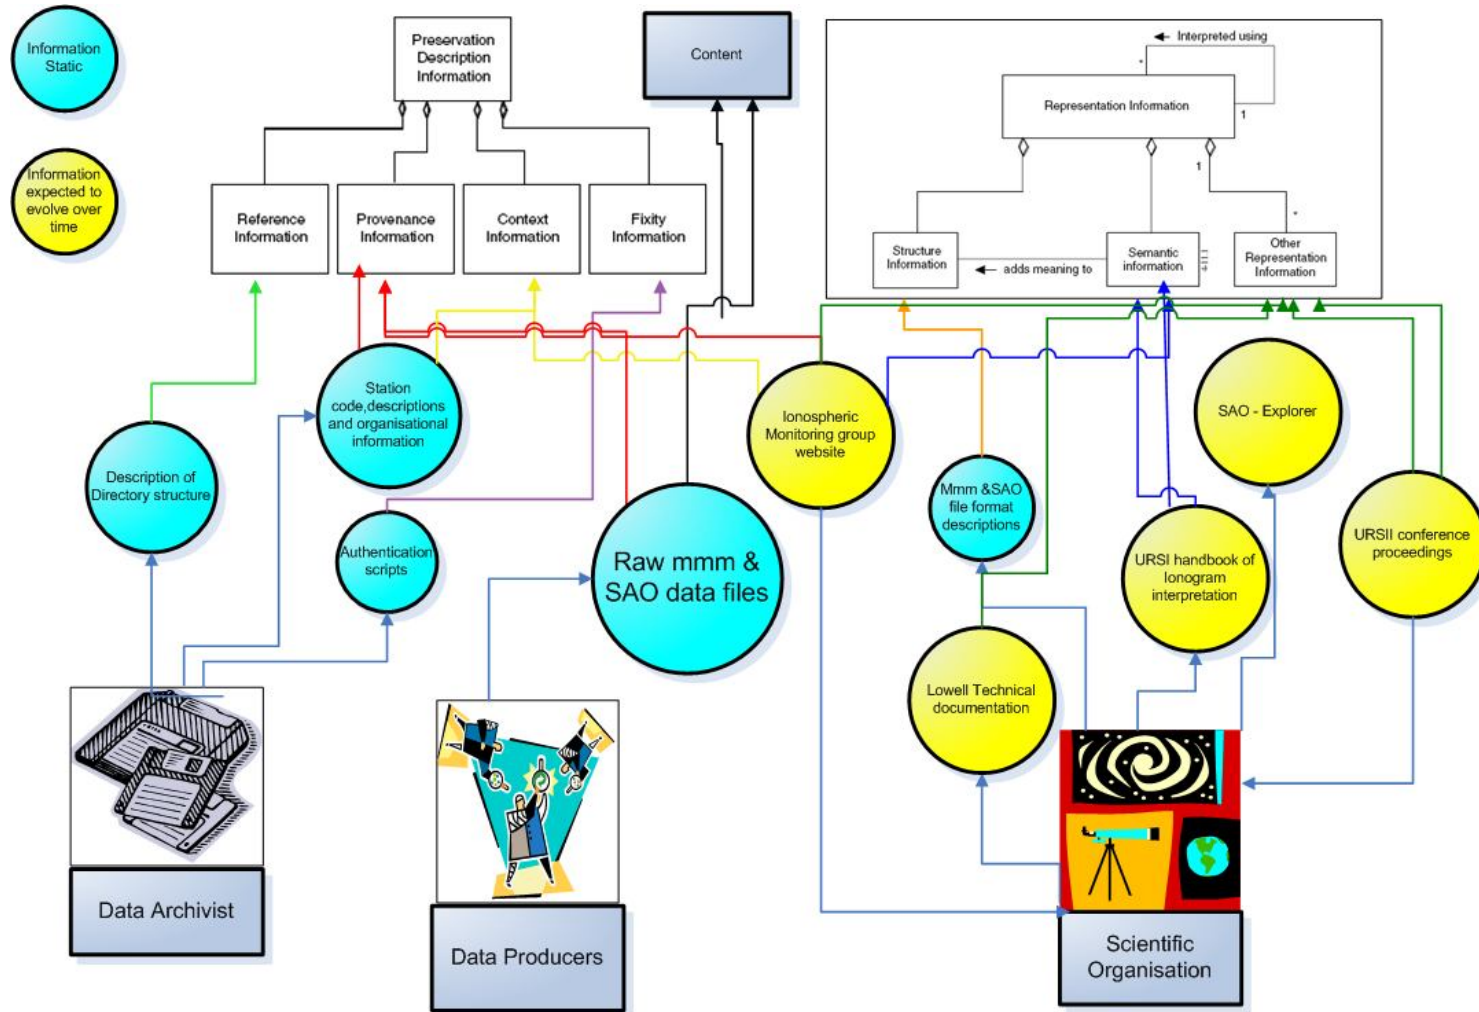 Information
Static
Information
expected to
evolve over
time
Preservation
Description
Information
Reference
Information
Provenance
Information
Context
Information
Fixity
Information
Content
Interpreted using
*
Representation Information
1
1
*
Structure
Information
adds meaning to
Semantic
information
Other
Representation
Information
Station
code,descriptions
and organisational
information
Description of
Directory structure
Authentication
scripts
Raw mmm &
SAO data files
Ionospheric
Monitoring group
website
Mmm &SAO
file format
descriptions
SAO - Explorer
URSI handbook of
Ionogram
interpretation
URSII conference
proceedings
Lowell Technical
documentation
Data Archivist
Data Producers
Scientific
Organisation